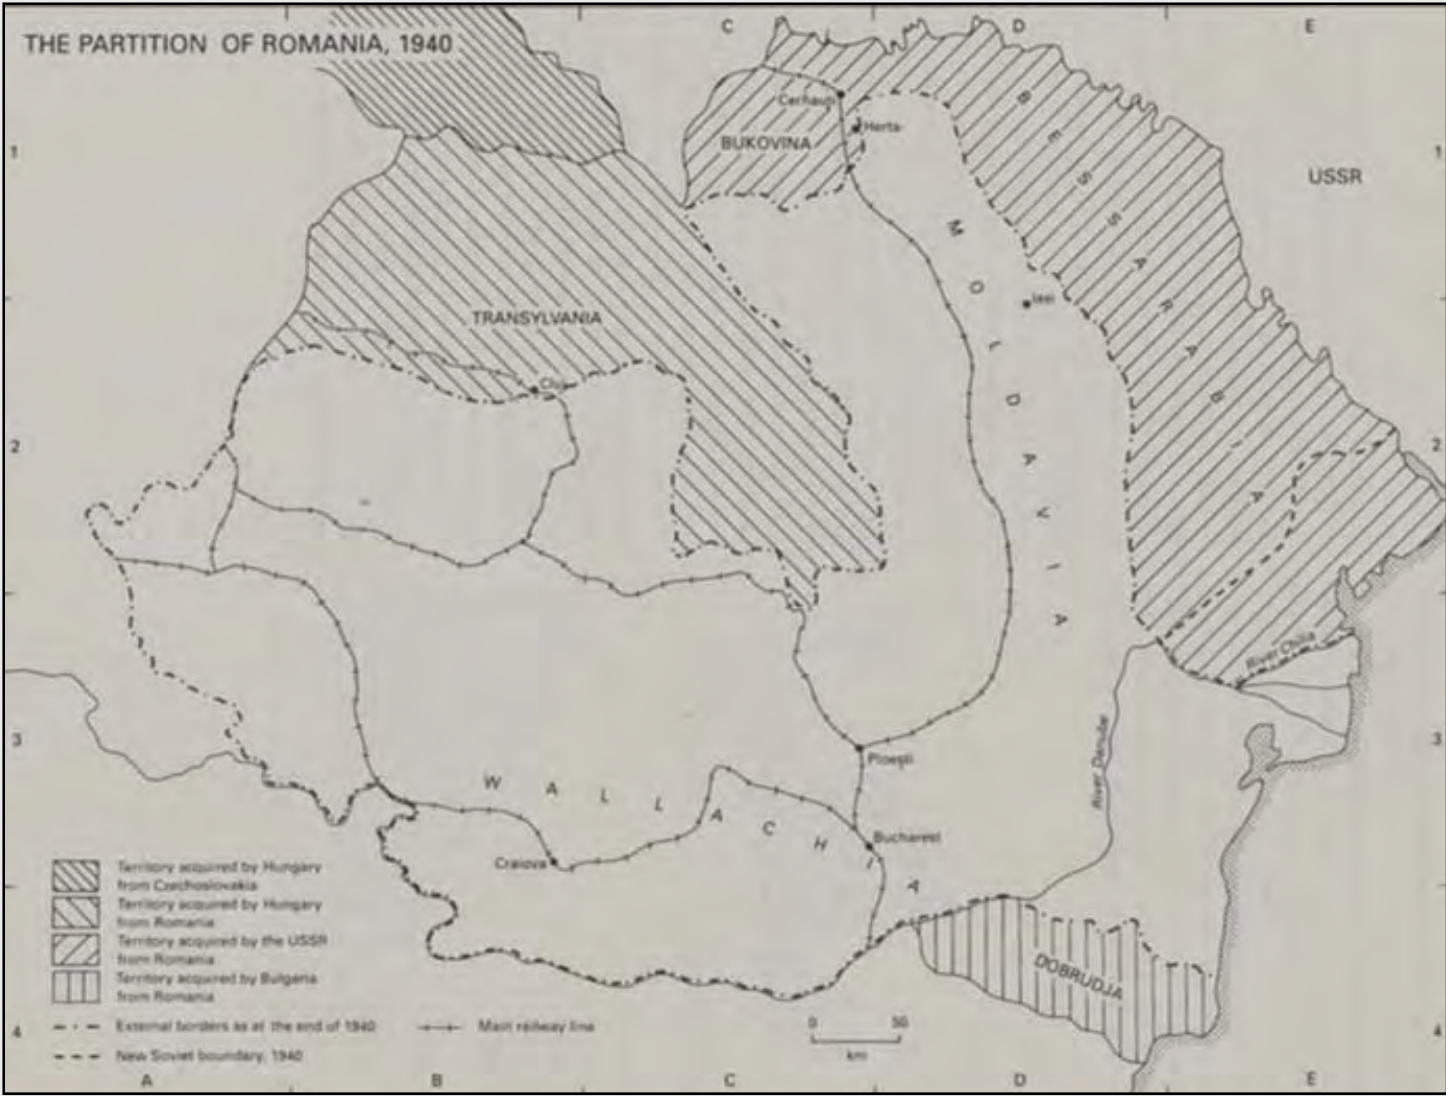 THE PARTITION OF ROMANIA, 1940
C
D
E
Cernauti
Herta
BUKOVINA
BESSARABIA
1
1
USSR
MOLDAVIA
Iasi
TRANSYLVANIA
Cluj
2
2
River Chilia
3
3
River Danube
Ploesti
WALLACHIA
Bucharest
Craiova
Territory acquired by Hungary
from Czechoslovakia
Territory acquired by Hungary
from Romania
Territory acquired by the USSR
from Romania
Territory acquired by Bulgaria
from Romania
DOBRUDJA
External borders as at the end of 1940
Main railway line
New Soviet boundary, 1940
0 50
km
4
4
A
B
C
D
E